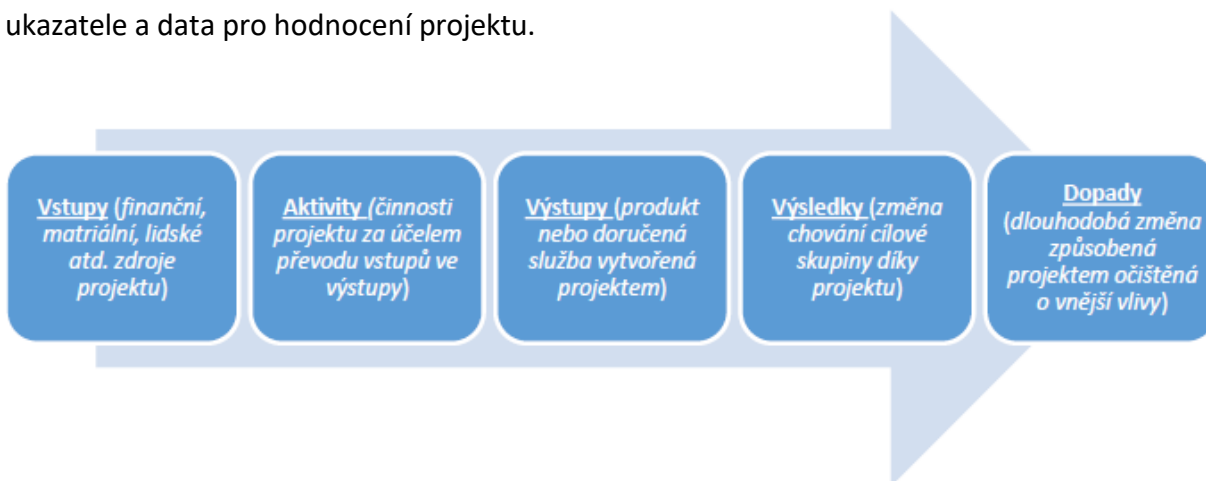 ukazatele a data pro hodnocení projektu.
Vstupy (finanční,
matriální, lidské
atd. zdroje
projektu)
Aktivity (činnosti
projektu za účelem
převodu vstupů ve
výstupy)
Výstupy (produkt
nebo doručená
služba vytvořená
projektem)
Výsledky (změna
chování cílové
skupiny díky
projektu)
Dopady
(dlouhodobá změna
způsobená
projektem očištěná
o vnější vlivy)